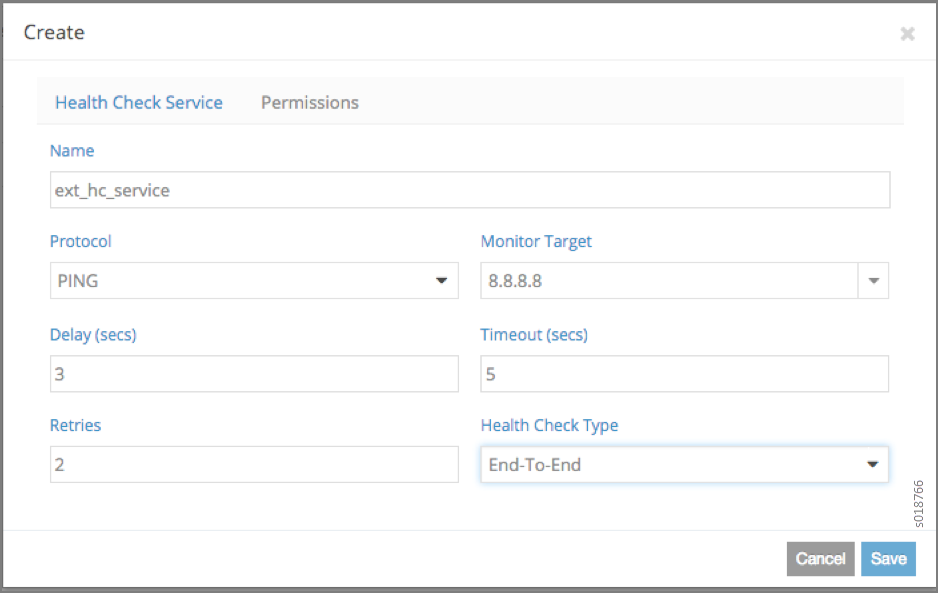 Create
Health Check Service Permissions
Name
ext_hc_service
Protocol Monitor Target
PING 8.8.8.8
Delay (secs) Timeout (secs)
3 5
Retries Health Check Type
2 End-To-End
s018766
Cancel Save